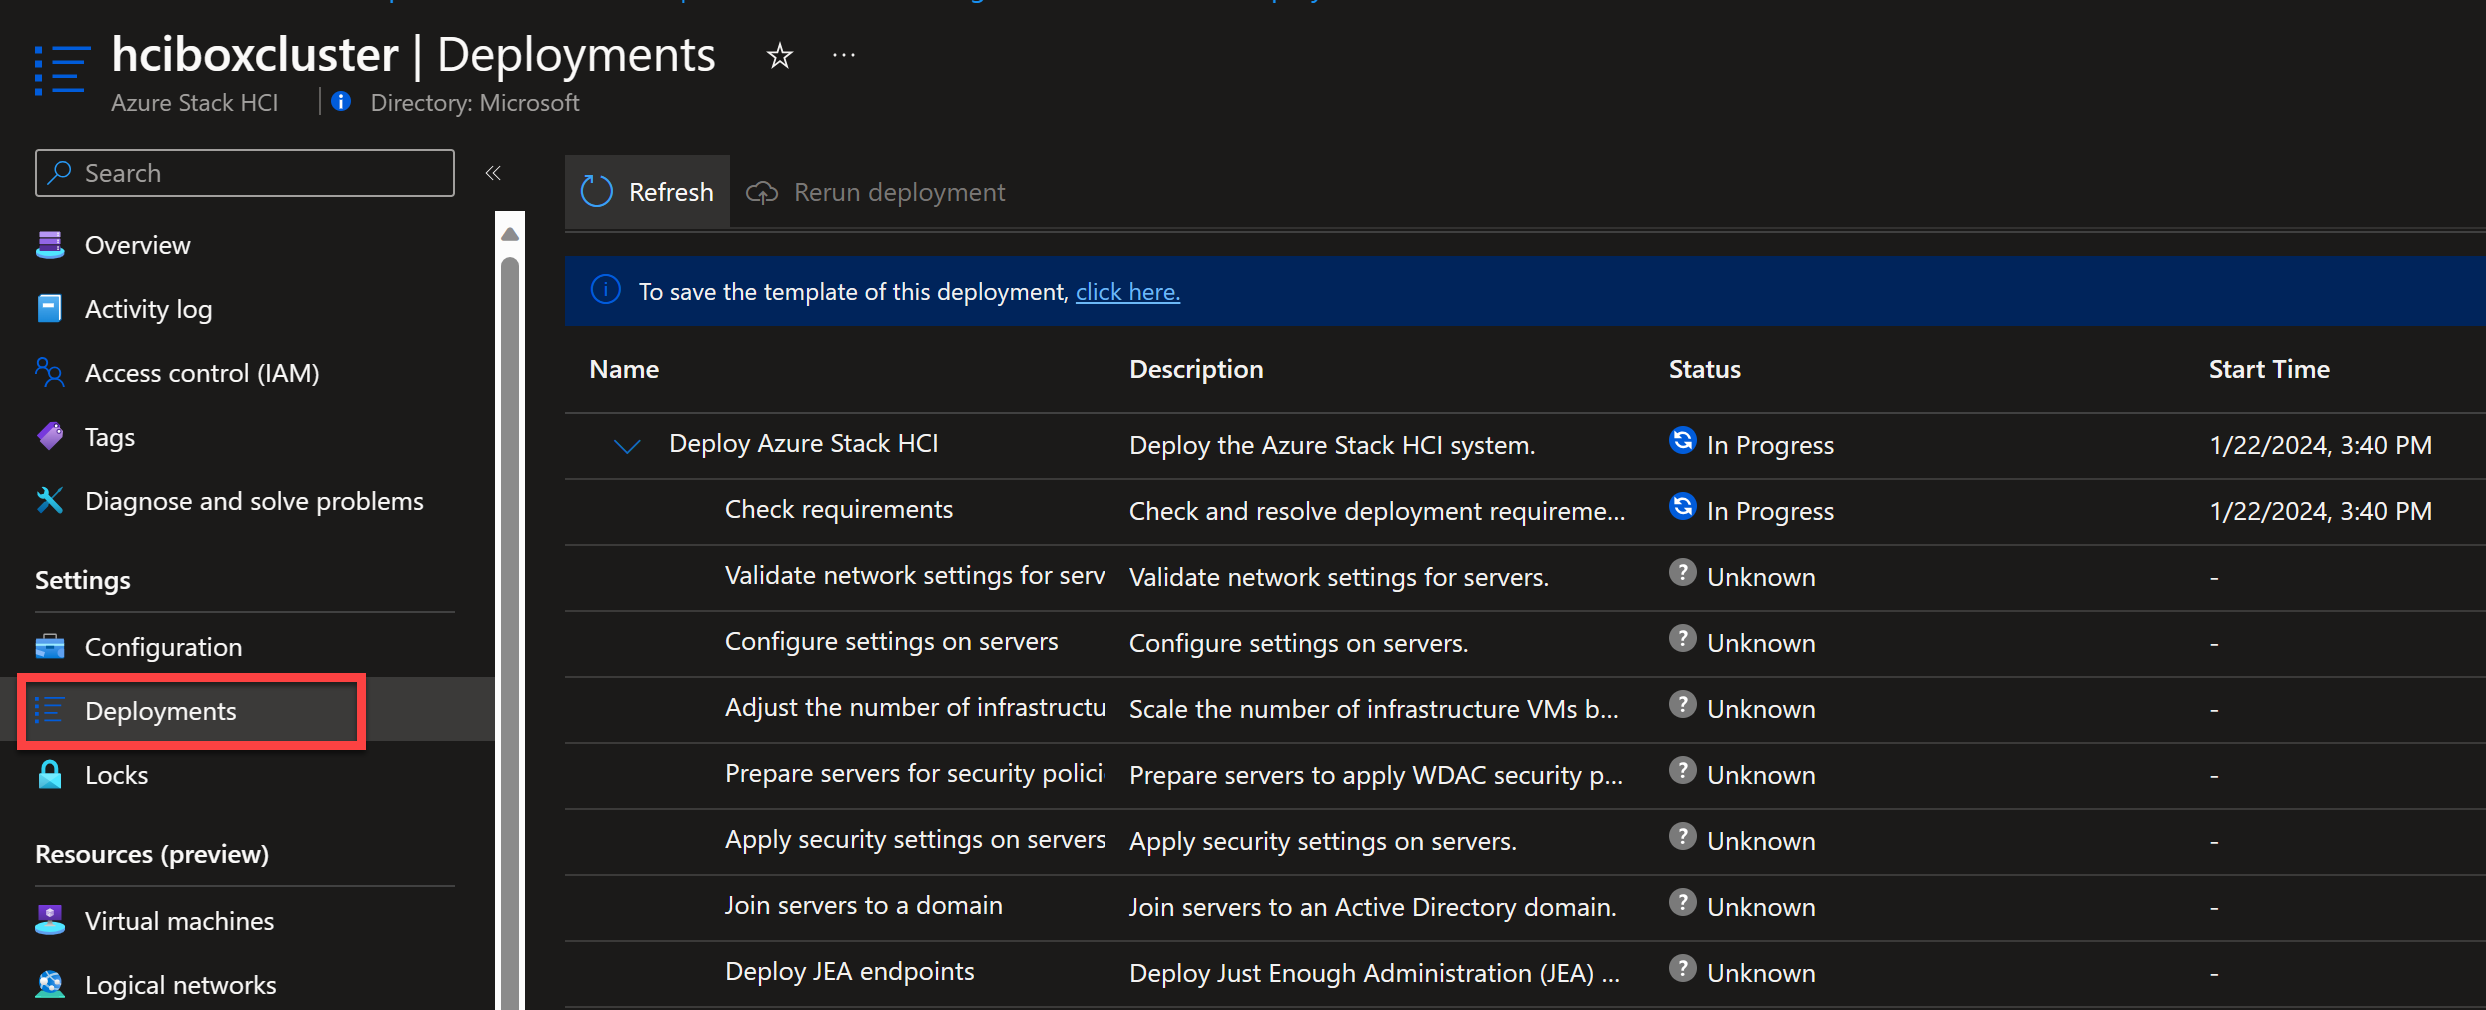 hciboxcluster | Deployments ☆ ...
Azure Stack HCI | Directory: Microsoft
Search «
Refresh Rerun deployment
Overview
Activity log
Access control (IAM)
Tags
Diagnose and solve problems
Settings
Configuration
Deployments
Locks
Resources (preview)
Virtual machines
Logical networks
To save the template of this deployment, click here.
Name Description Status Start Time
Deploy Azure Stack HCI Deploy the Azure Stack HCI system. In Progress 1/22/2024, 3:40 PM
Check requirements Check and resolve deployment requireme... In Progress 1/22/2024, 3:40 PM
Validate network settings for serv Validate network settings for servers. Unknown -
Configure settings on servers Configure settings on servers. Unknown -
Adjust the number of infrastructu Scale the number of infrastructure VMs b... Unknown -
Prepare servers for security polici Prepare servers to apply WDAC security p... Unknown -
Apply security settings on servers Apply security settings on servers. Unknown -
Join servers to a domain Join servers to an Active Directory domain. Unknown -
Deploy JEA endpoints Deploy Just Enough Administration (JEA) ... Unknown -